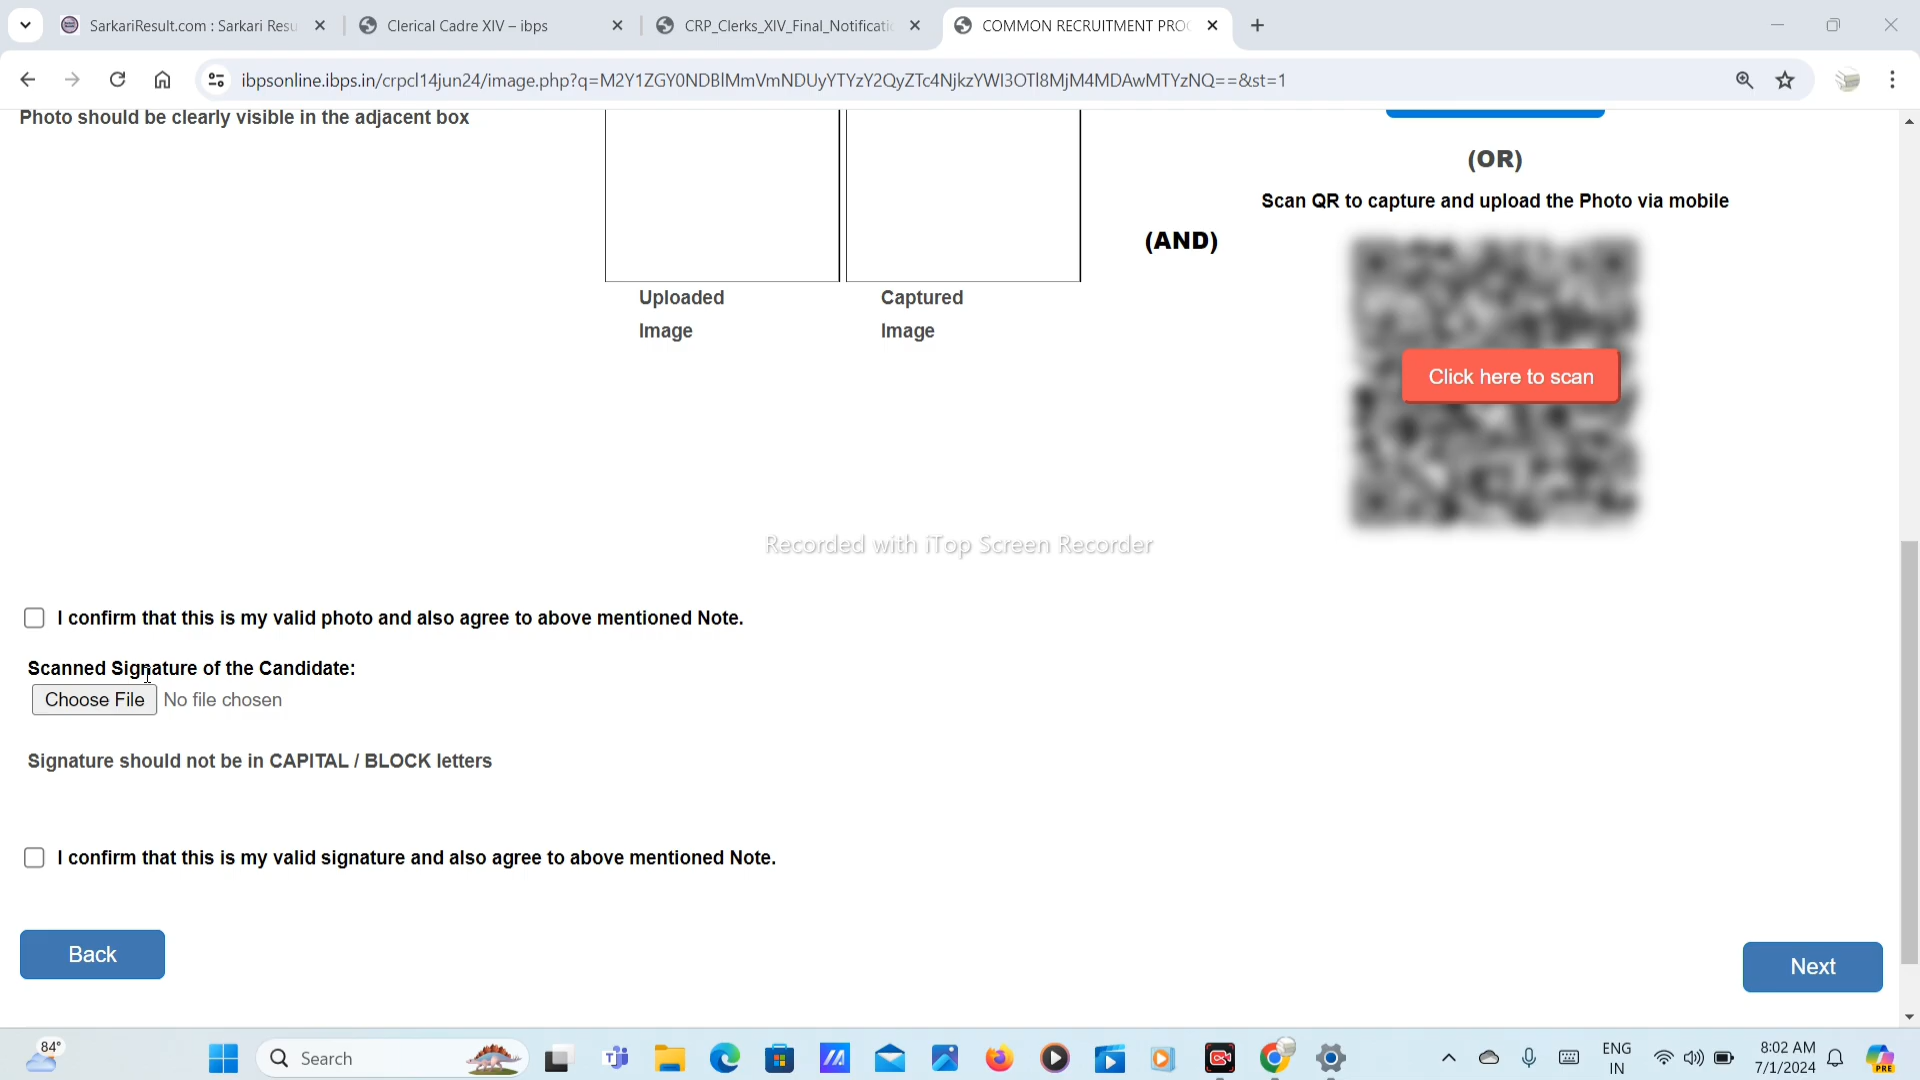 SarkariResult.com : Sarkari Resu
Clerical Cadre XIV – ibps
CRP_Clerks_XIV_Final_Notificati
COMMON RECRUITMENT PRO
ibpsonline.ibps.in/crpcl14jun24/image.php?q=M2Y1ZGY0NDBlMmVmNDUyYTYzY2QyZTc4NjkzYWI3OTI8MjM4MDAwMTYzNQ==&st=1
Photo should be clearly visible in the adjacent box
(OR)
Scan QR to capture and upload the Photo via mobile
(AND)
Uploaded
Image
Captured
Image
Click here to scan
Recorded with iTop Screen Recorder
I confirm that this is my valid photo and also agree to above mentioned Note.
Scanned Signature of the Candidate:
Choose File No file chosen
Signature should not be in CAPITAL / BLOCK letters
I confirm that this is my valid signature and also agree to above mentioned Note.
Back
Next
84°
Search
ENG
IN
8:02 AM
7/1/2024
PRE